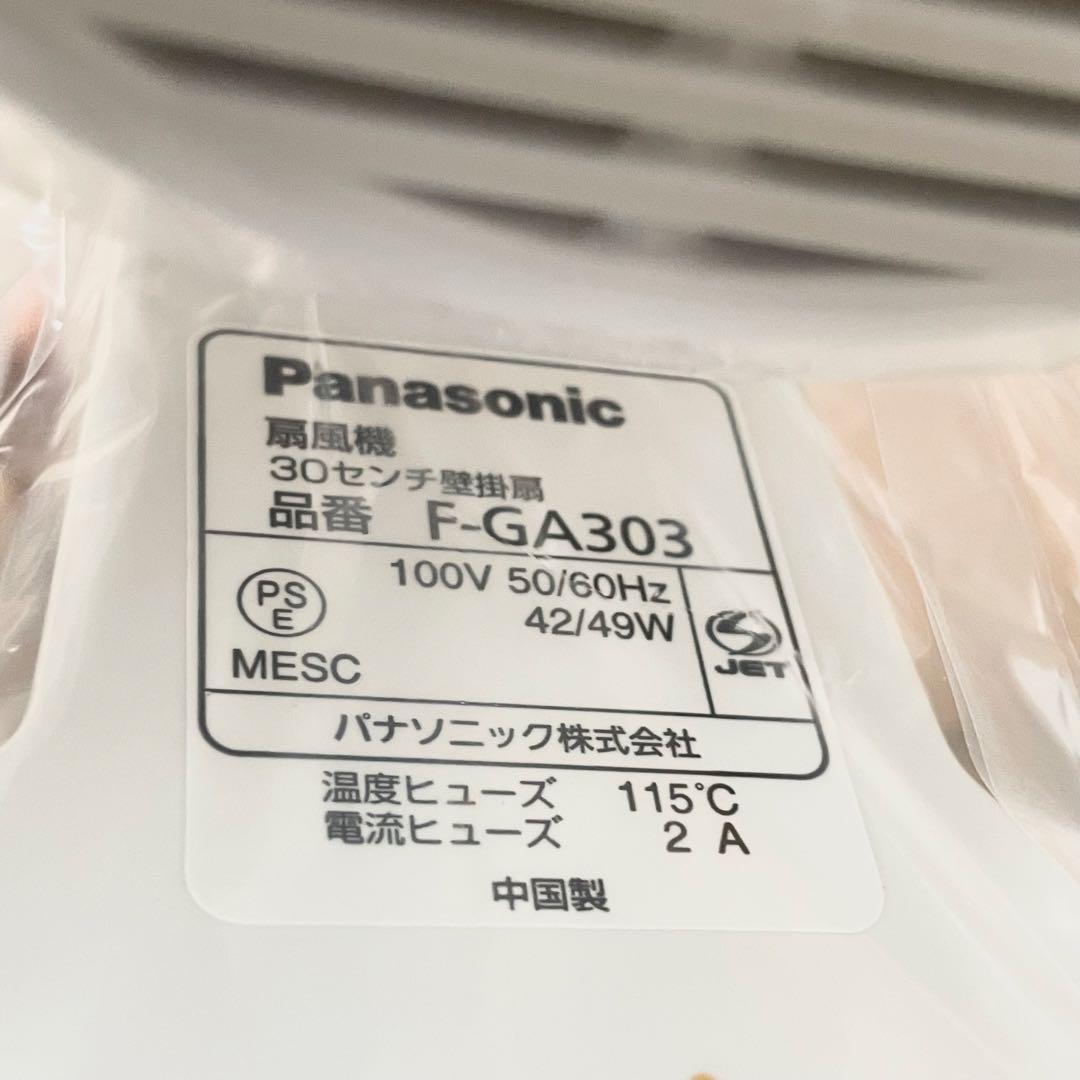 Panasonic
扇風機
30センチ壁掛扇
品番 F-GA303
100V 50/60Hz
42/49W
PS
E
MESC
JET
パナソニック株式会社
温度ヒューズ 115℃
電流ヒューズ 2 A
中国製